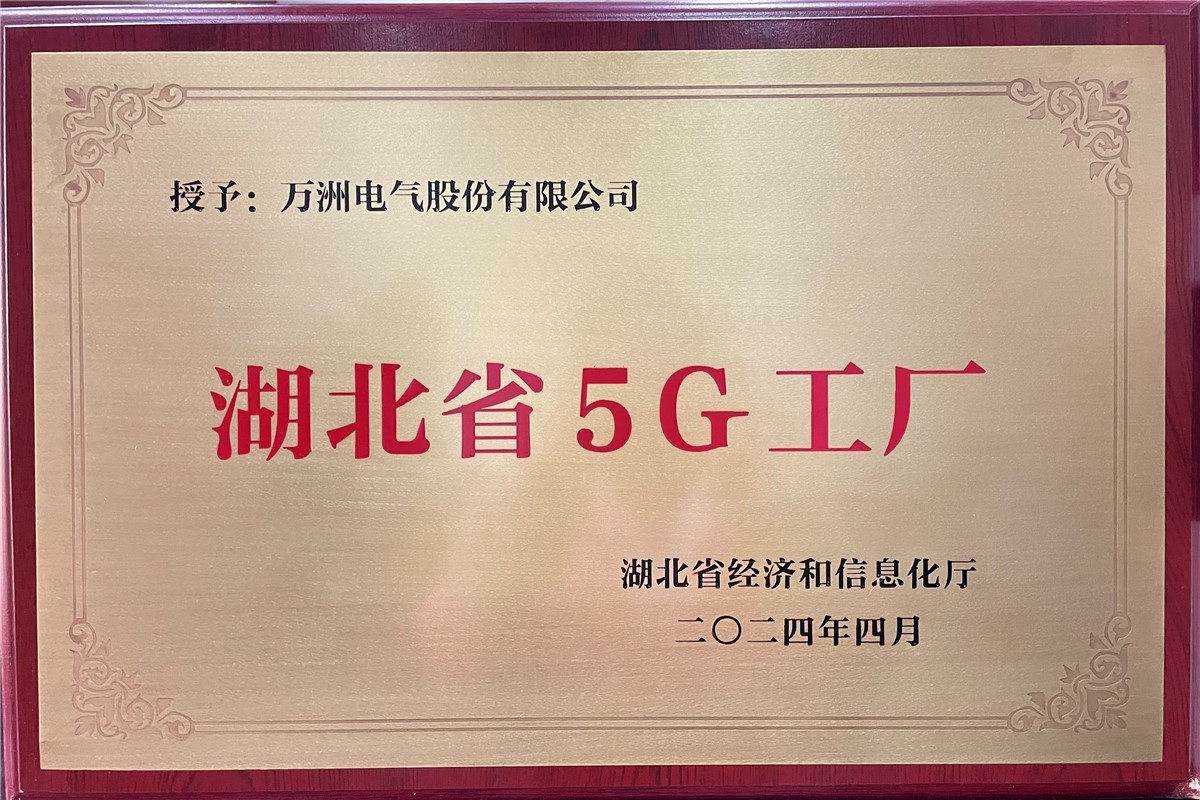 授予：万洲电气股份有限公司
湖北省5G工厂
湖北省经济和信息化厅
二〇二四年四月